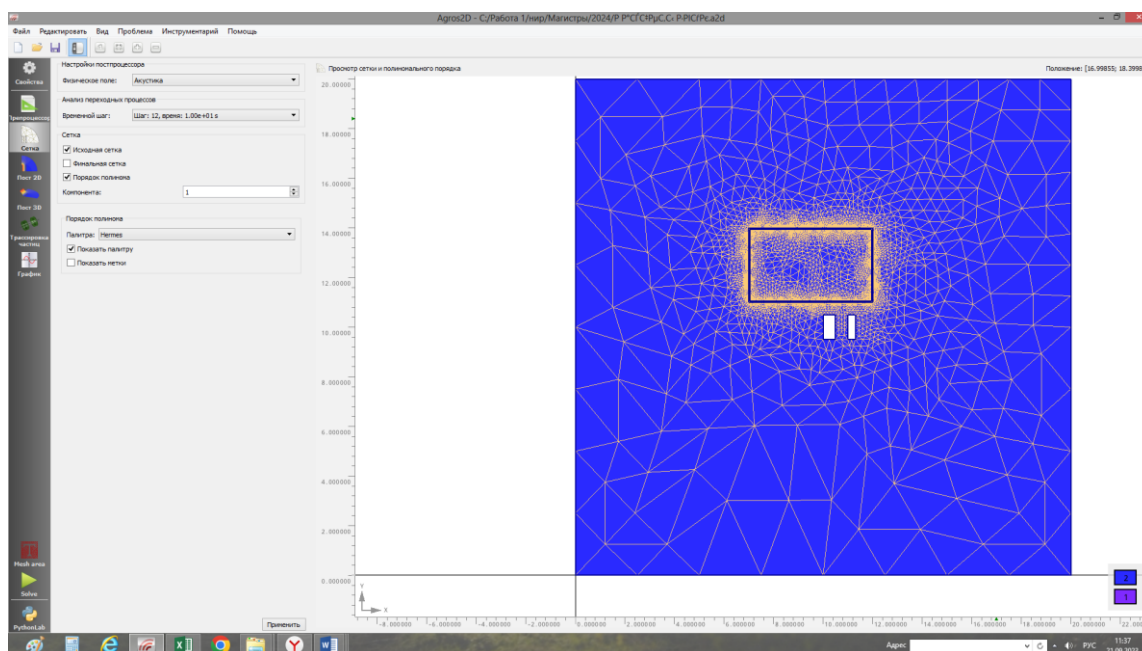 Agros2D - C:/Работа 1/нир/Магистры/2024/
Файл Редактировать Вид Проблема Инструментарий Помощь
Свойства
Препроцессор
Сетка
Пост 2D
Пост 3D
Трассировка
частиц
График
Mesh area
Solve
PythonLab
Настройки постпроцессора
Физическое поле: Акустика
Анализ переходных процессов
Временной шаг: Шаг: 12, время: 1.00e+01 s
Сетка
Исходная сетка
Финальная сетка
Порядок полинома
Компонента: 1
Порядок полинома
Палитра: Hermes
Показать палитру
Показать метки
Применить
Просмотр сетки и полиномального порядка
Положение: [16.99855; 18.3998
20.000000
18.000000
16.000000
14.000000
12.000000
10.000000
8.000000
6.000000
4.000000
2.000000
0.000000
Y
X
-8.000000 -6.000000 -4.000000 -2.000000 0.000000 2.000000 4.000000 6.000000 8.000000 10.000000 12.000000 14.000000 16.000000 18.000000 20.000000 22.0000
2
1
Адрес
РУС
11:37